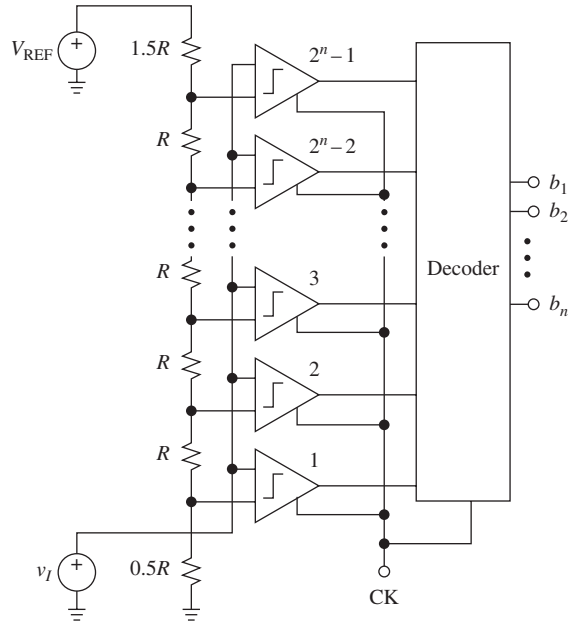 V_REF
1.5R
2^n – 1
R
2^n – 2
b_1
b_2
R
3
Decoder
b_n
R
2
R
1
v_I
0.5R
CK
+
+